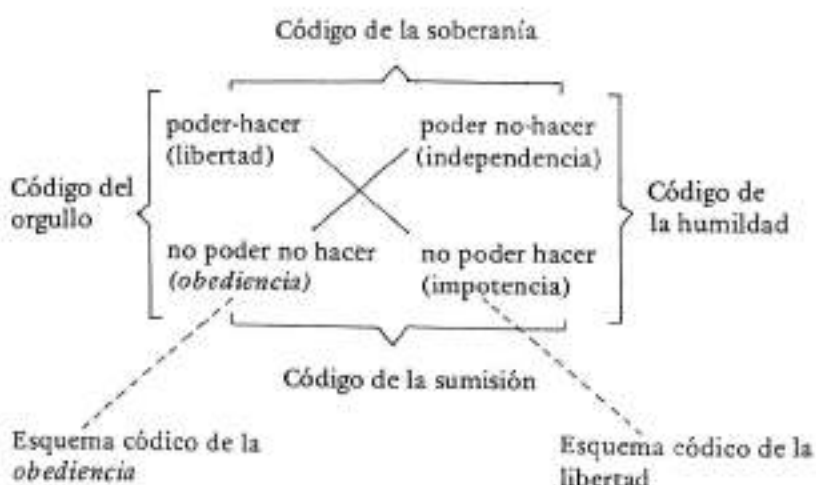 Código de la soberanía
poder-hacer
(libertad)
poder no-hacer
(independencia)
Código del
orgullo
Código de
la humildad
no poder no hacer
(obediencia)
no poder hacer
(impotencia)
Código de la sumisión
Esquema códico de la
obediencia
Esquema códico de la
libertad